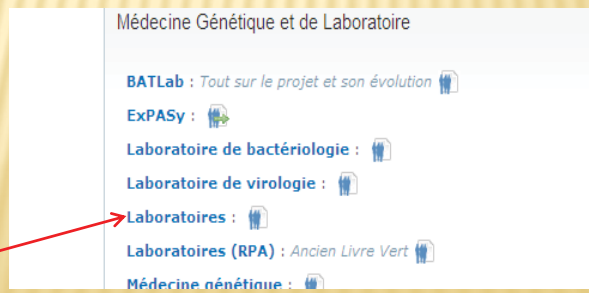 Médecine Génétique et de Laboratoire
BATLab : Tout sur le projet et son évolution
ExPASy :
Laboratoire de bactériologie :
Laboratoire de virologie :
Laboratoires :
Laboratoires (RPA) : Ancien Livre Vert
Médecine génétique :